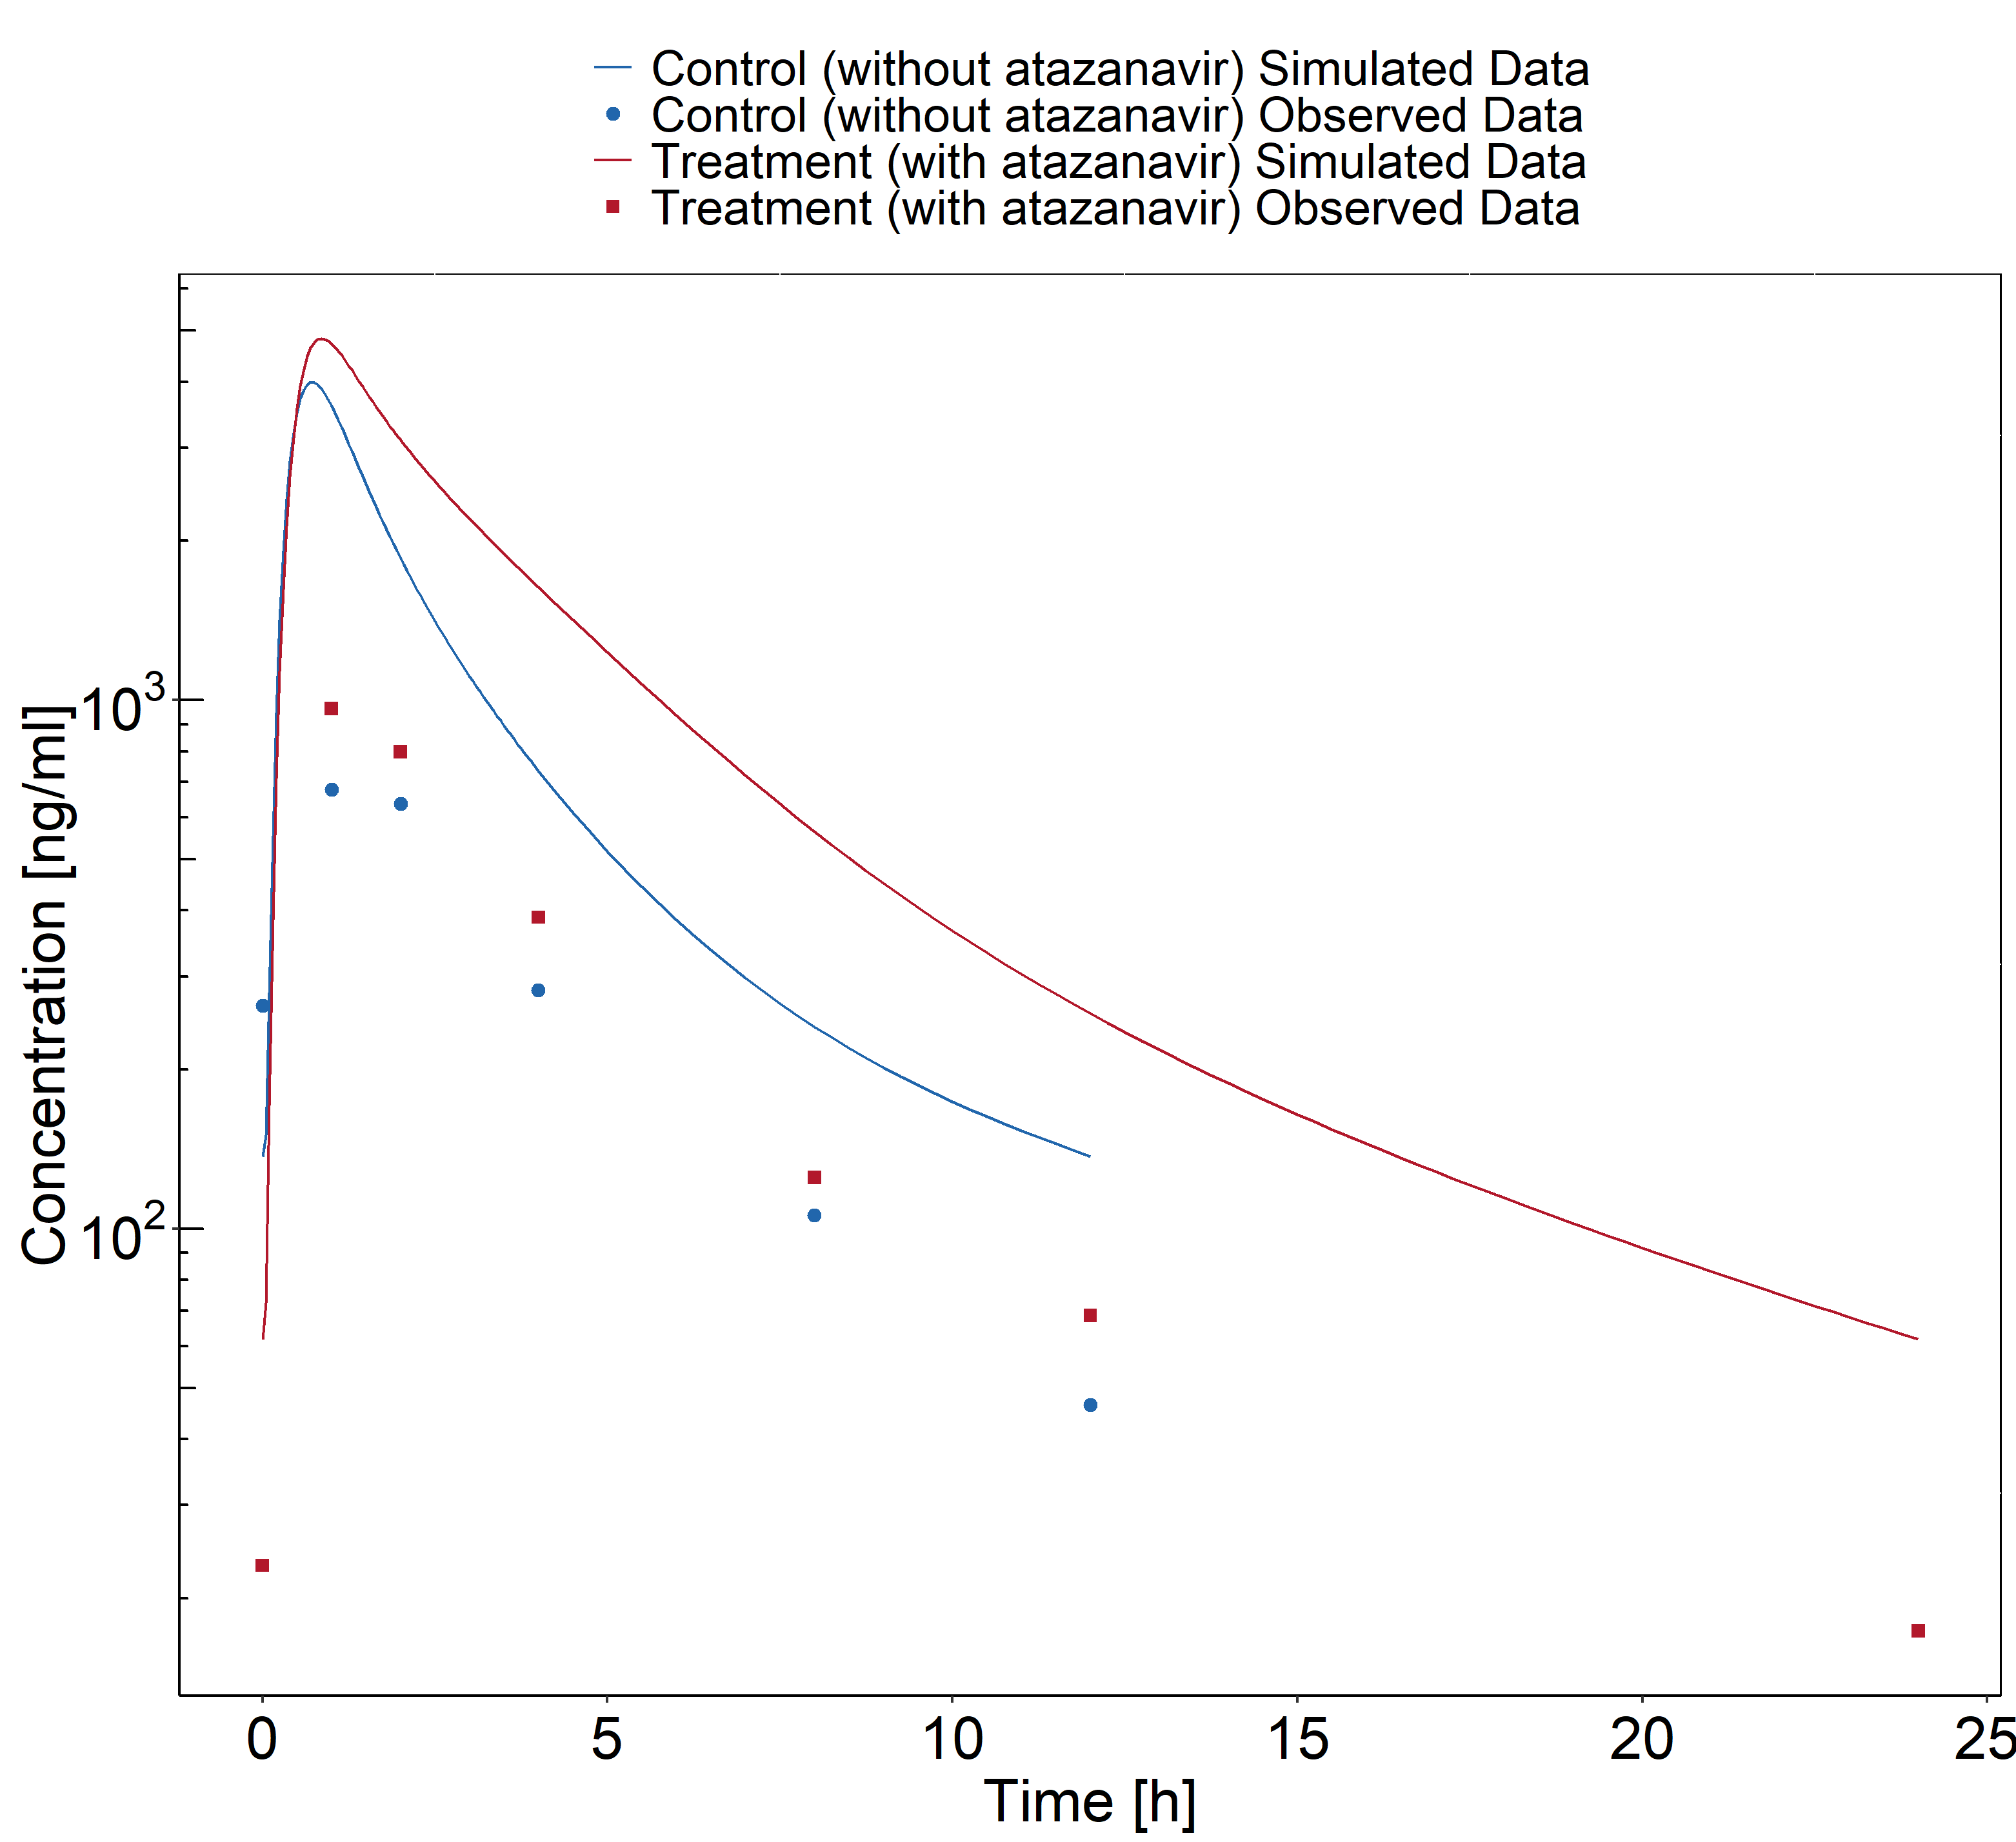 Control (without atazanavir) Simulated Data
Control (without atazanavir) Observed Data
Treatment (with atazanavir) Simulated Data
Treatment (with atazanavir) Observed Data
Concentration [ng/ml]
10³
10²
0 5 10 15 20 25
Time [h]